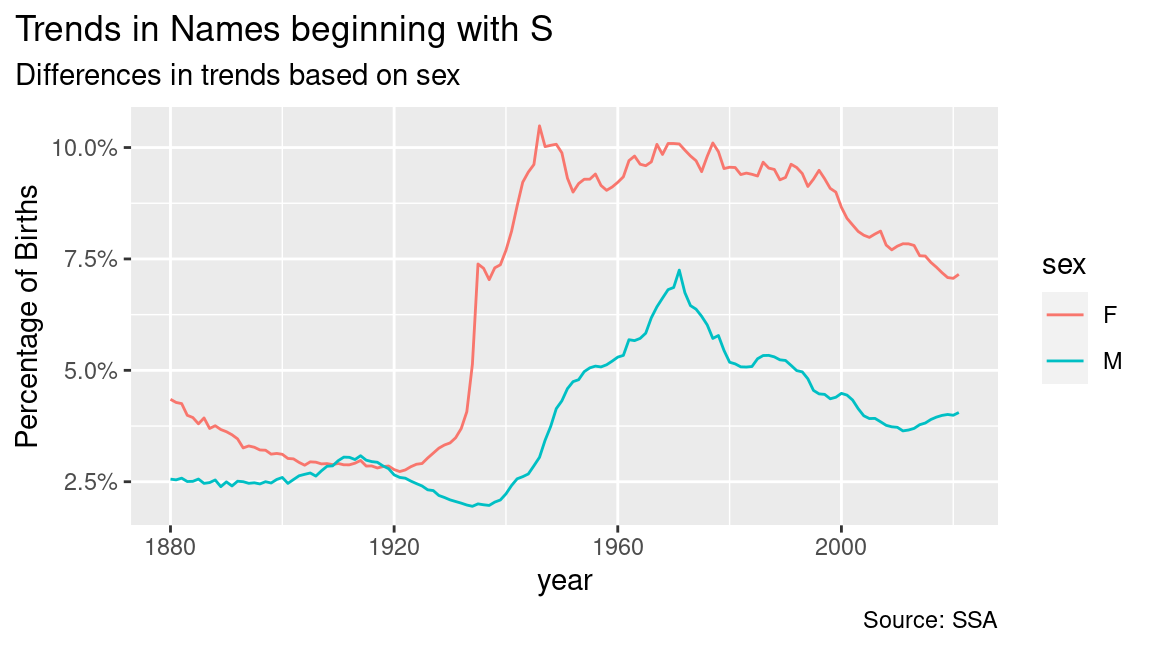 Trends in Names beginning with S
Differences in trends based on sex
Percentage of Births
10.0%
7.5%
5.0%
2.5%
1880 1920 1960 2000
year
sex
F
M
Source: SSA